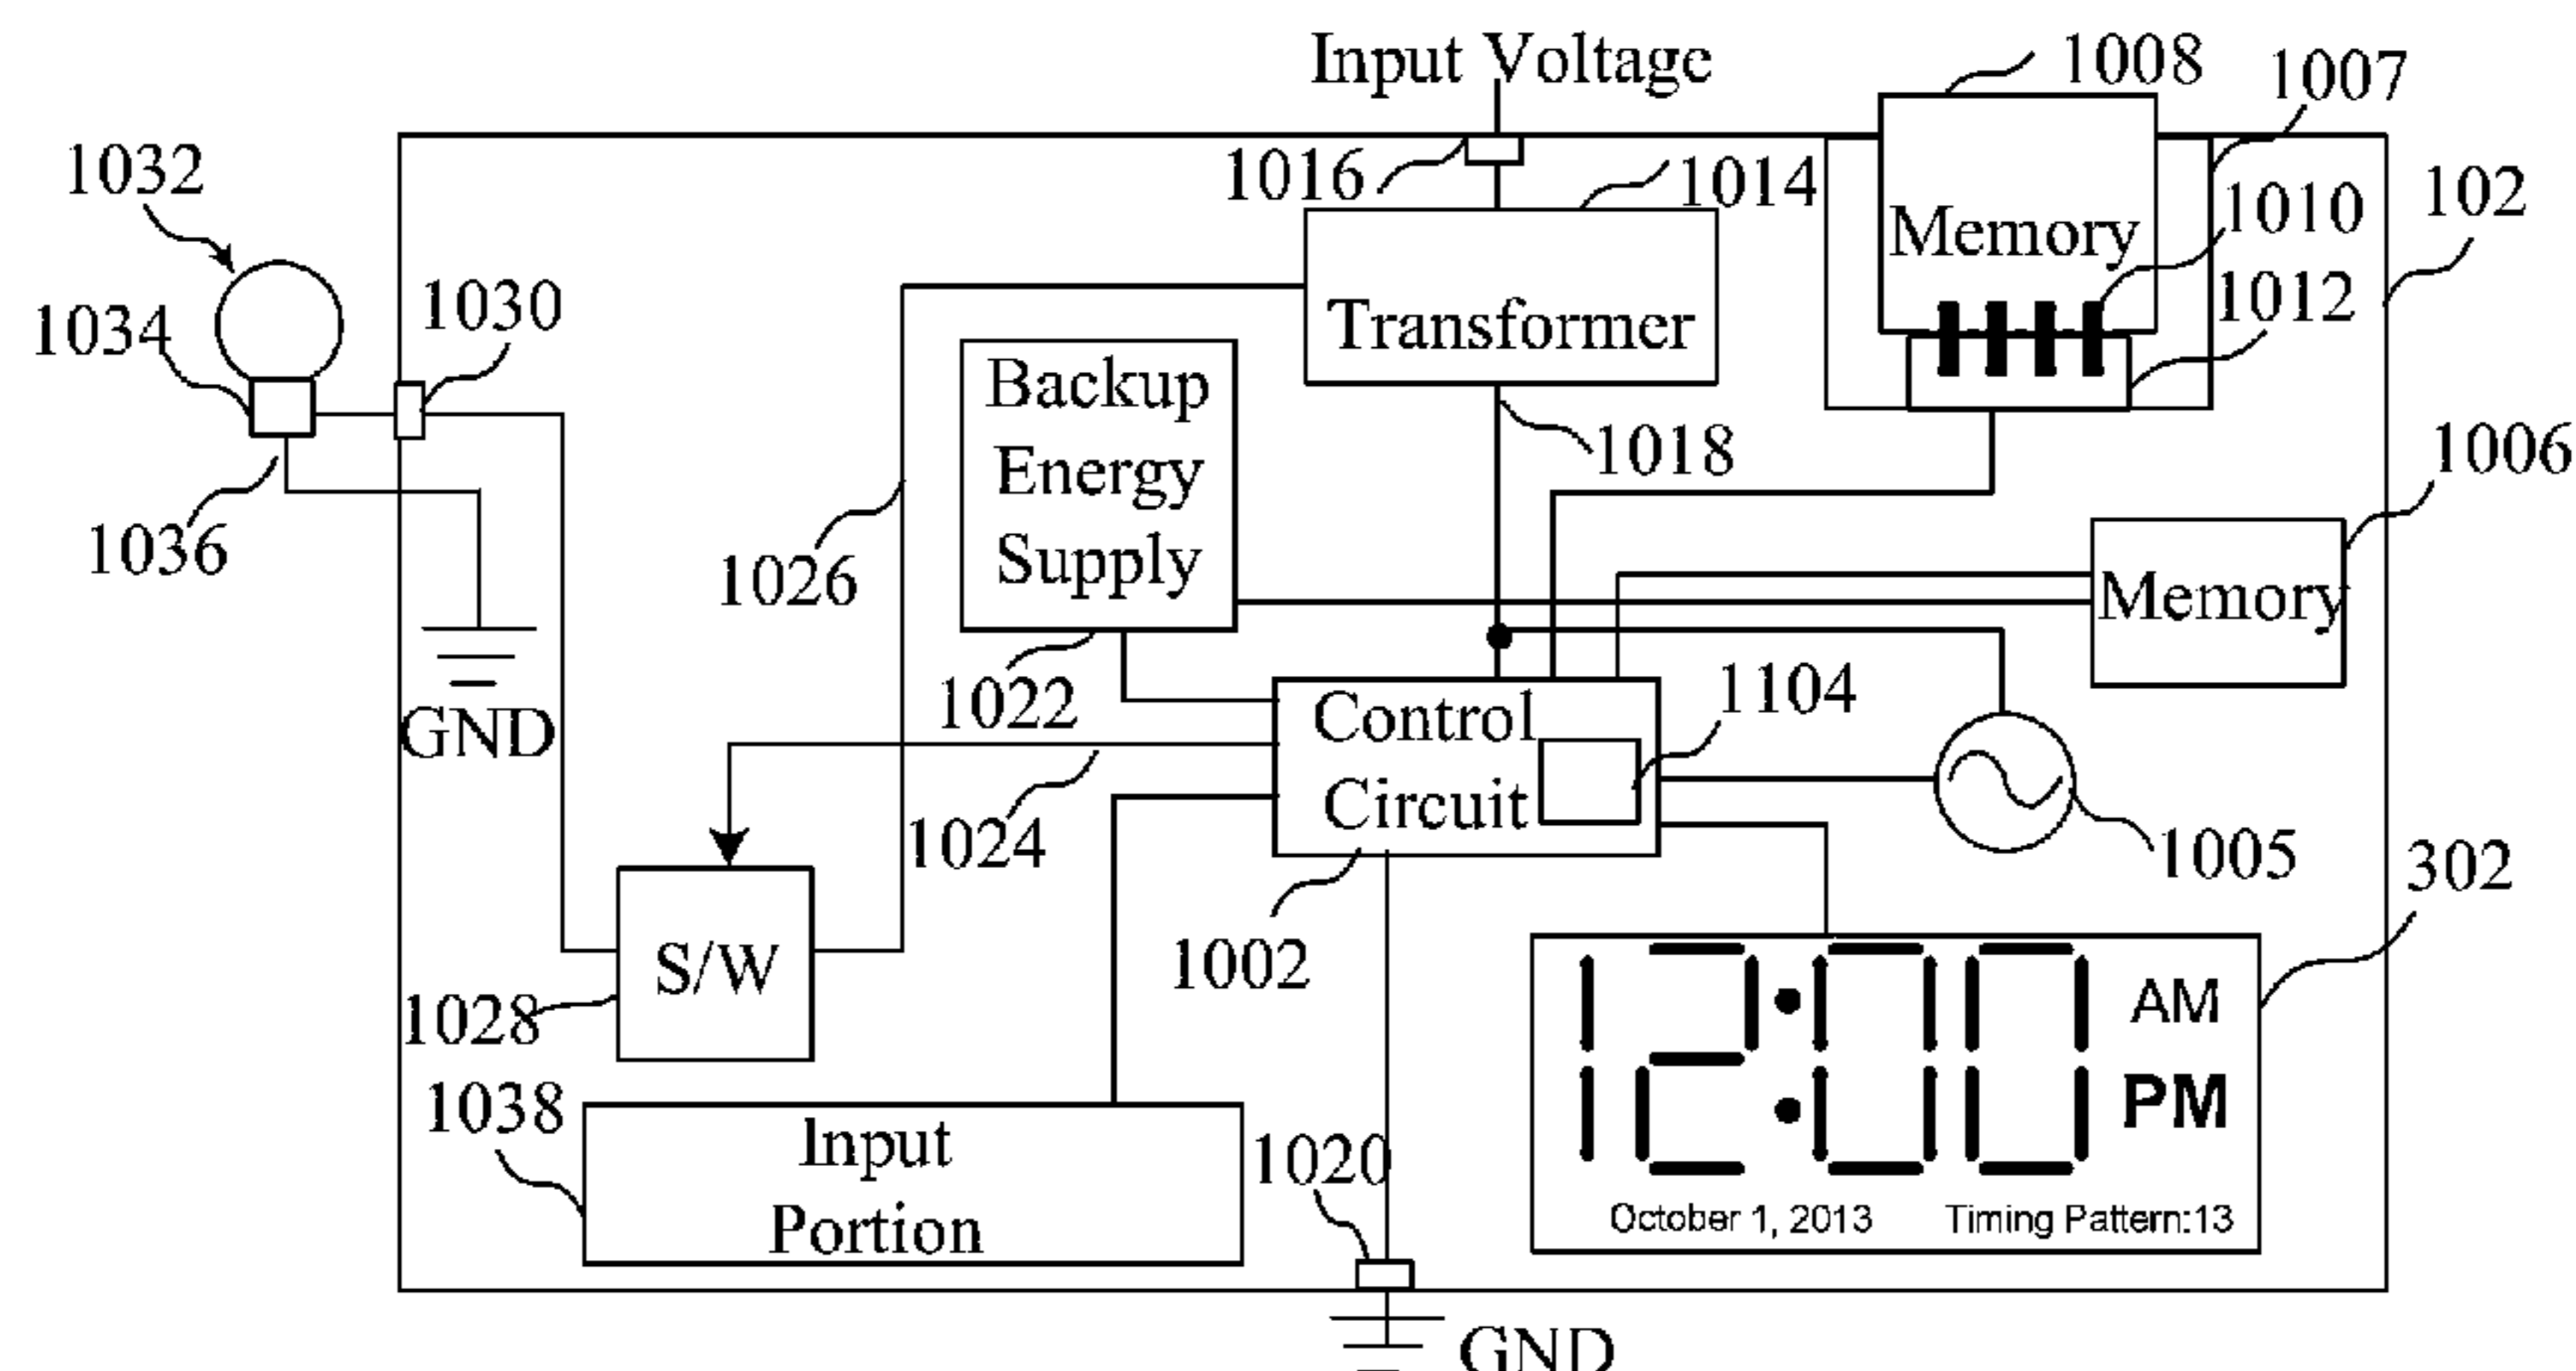 Input Voltage
1008
1007
1032
1016
1014
102
1010
Memory
1034
1030
1012
Transformer
Backup
Energy
Supply
1018
1006
1036
1026
Memory
1022
1104
GND
Control
Circuit
1024
1005
302
1002
S/W
1028
12:00
AM
PM
1038
Input
Portion
1020
October 1, 2013
Timing Pattern:13
GND